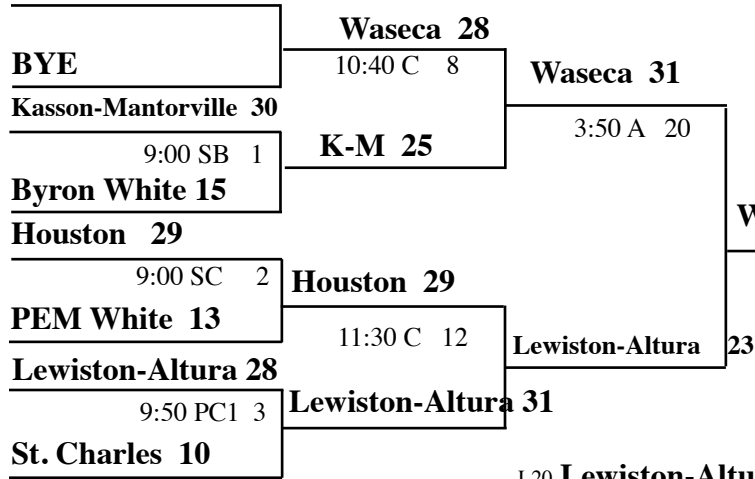 Waseca 28
BYE
10:40 C 8
Waseca 31
Kasson-Mantorville 30
3:50 A 20
9:00 SB 1
K-M 25
Byron White 15
Houston 29
9:00 SC 2
Houston 29
PEM White 13
11:30 C 12
Lewiston-Altura 23
Lewiston-Altura 28
9:50 PC1 3
Lewiston-Altura 31
St. Charles 10